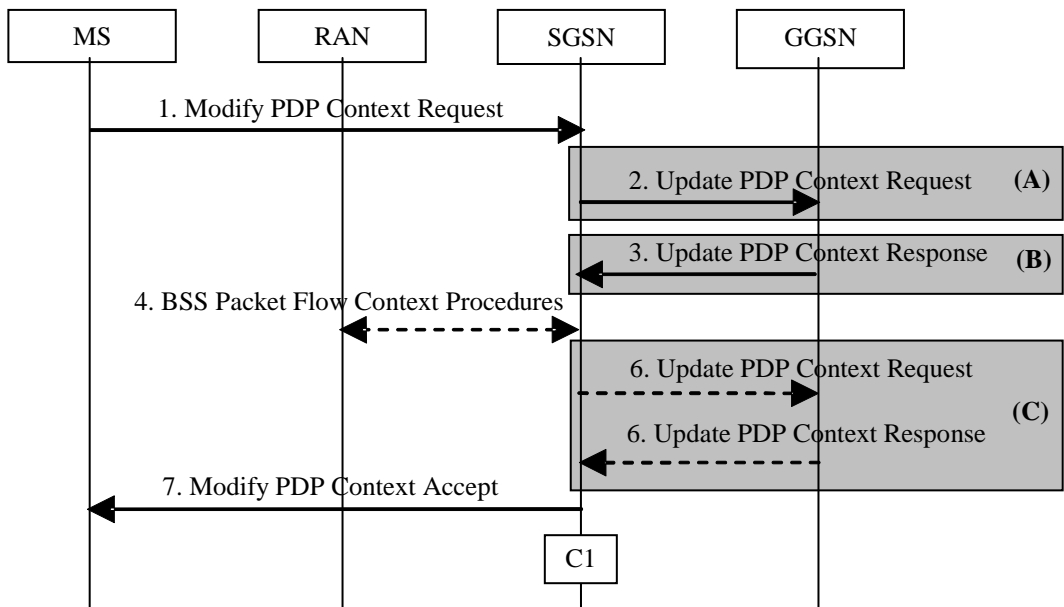 MS
RAN
SGSN
GGSN
1. Modify PDP Context Request
2. Update PDP Context Request
(A)
3. Update PDP Context Response
(B)
4. BSS Packet Flow Context Procedures
6. Update PDP Context Request
(C)
6. Update PDP Context Response
7. Modify PDP Context Accept
C1